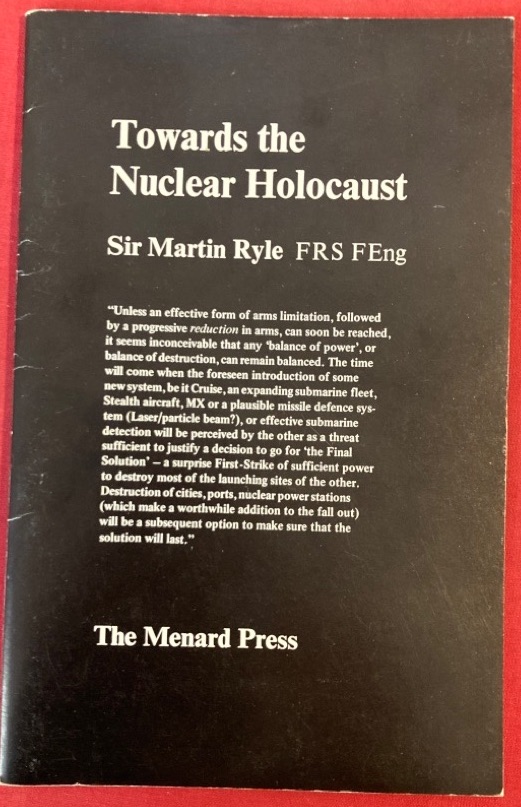 Towards the
Nuclear Holocaust
Sir Martin Ryle FRS FEng
“Unless an effective form of arms limitation, followed
by a progressive reduction in arms, can soon be reached,
it seems inconceivable that any ‘balance of power’, or
balance of destruction, can remain balanced. The time
will come when the foreseen introduction of some
new system, be it Cruise, an expanding submarine fleet,
Stealth aircraft, MX or a plausible missile defence sys-
tem (Laser/particle beam?), or effective submarine
detection will be perceived by the other as a threat
sufficient to justify a decision to go for ‘the Final
Solution’ – a surprise First-Strike of sufficient power
to destroy most of the launching sites of the other.
Destruction of cities, ports, nuclear power stations
(which make a worthwhile addition to the fall out)
will be a subsequent option to make sure that the
solution will last.”
The Menard Press